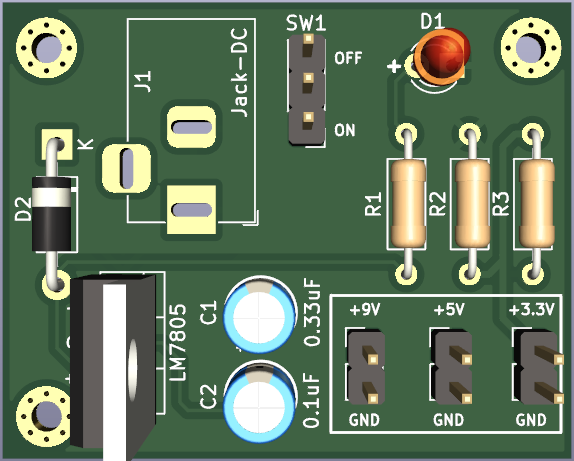 SW1
D1
J1
Jack-DC
OFF
+
ON
K
D2
R1
R2
R3
LM7805
C1
0.33uF
C2
0.1uF
+9V
+5V
+3.3V
GND
GND
GND